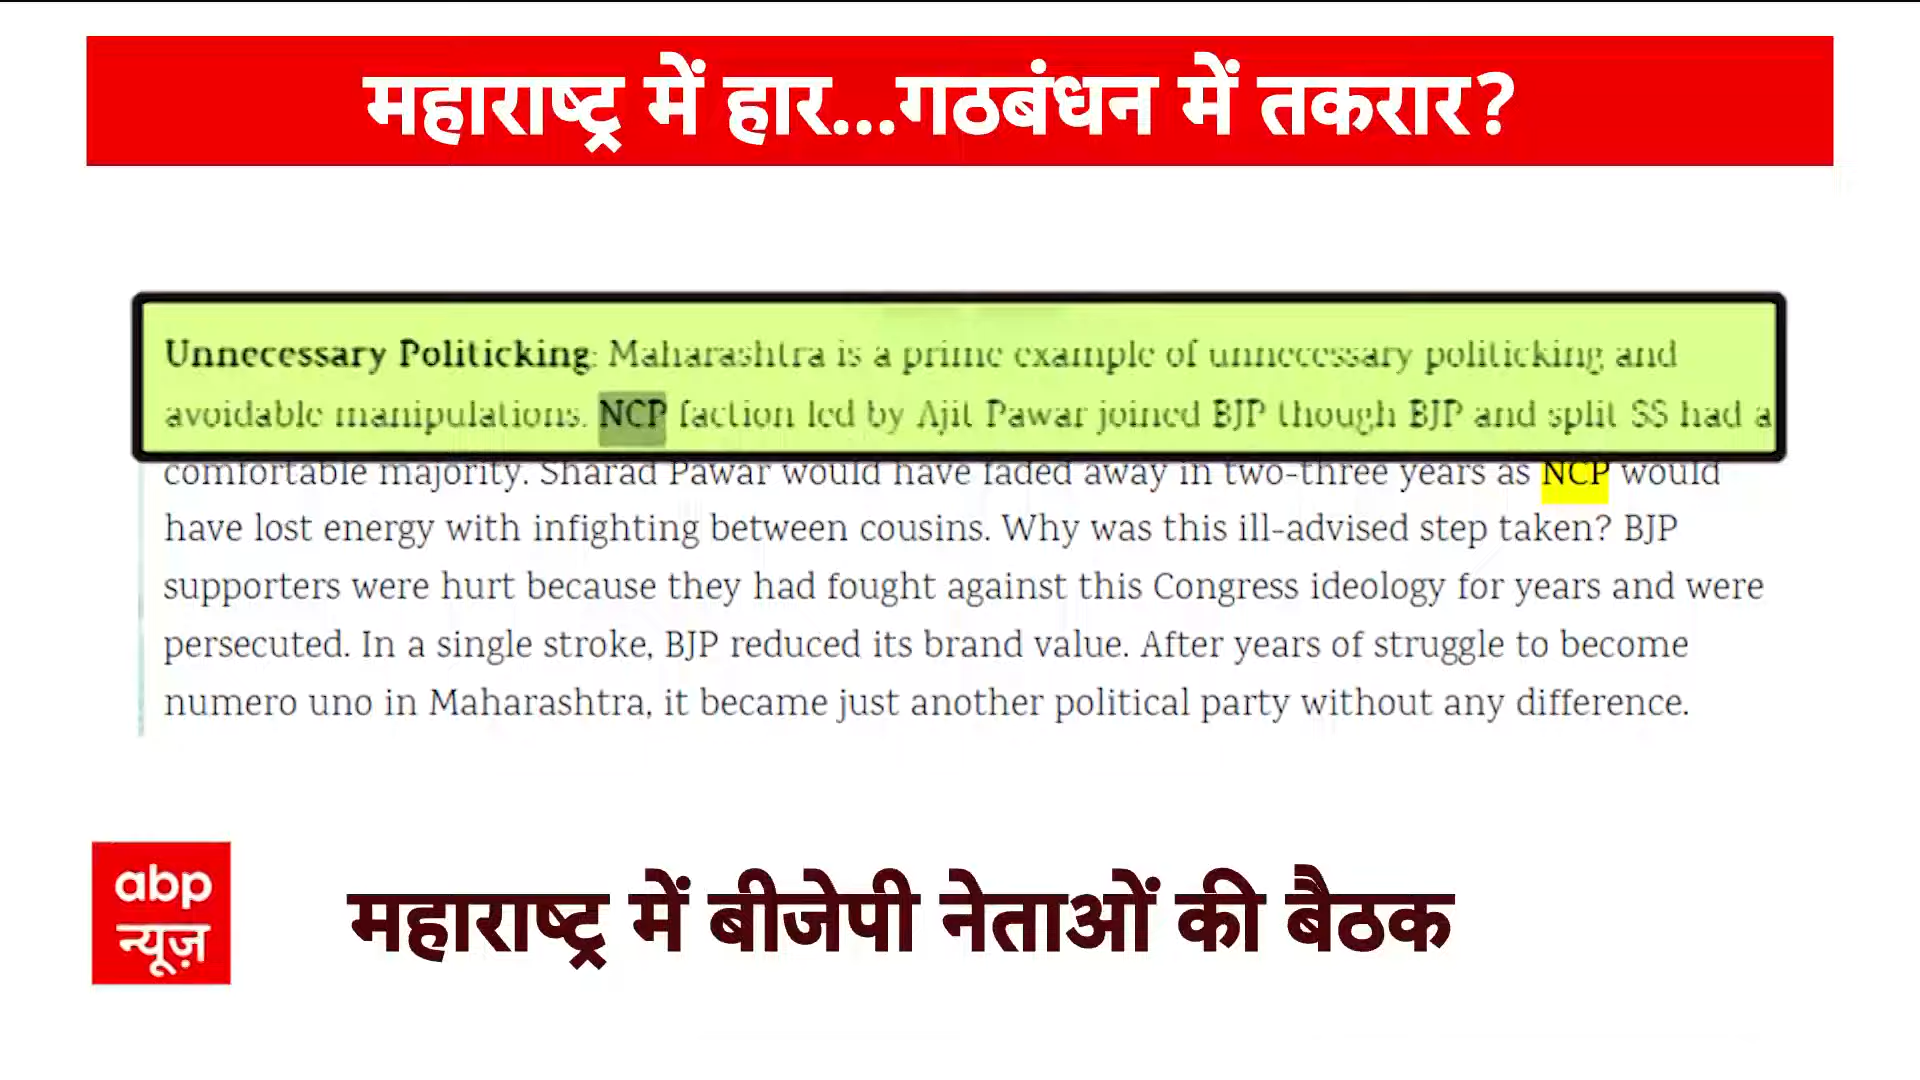 महाराष्ट्र में हार...गठबंधन में तकरार?
Unnecessary Politicking: Maharashtra is a prime example of unnecessary politicking and
avoidable manipulations. NCP faction led by Ajit Pawar joined BJP though BJP and split SS had a
comfortable majority. Sharad Pawar would have faded away in two-three years as NCP would
have lost energy with infighting between cousins. Why was this ill-advised step taken? BJP
supporters were hurt because they had fought against this Congress ideology for years and were
persecuted. In a single stroke, BJP reduced its brand value. After years of struggle to become
numero uno in Maharashtra, it became just another political party without any difference.
abp
न्यूज़
महाराष्ट्र में बीजेपी नेताओं की बैठक